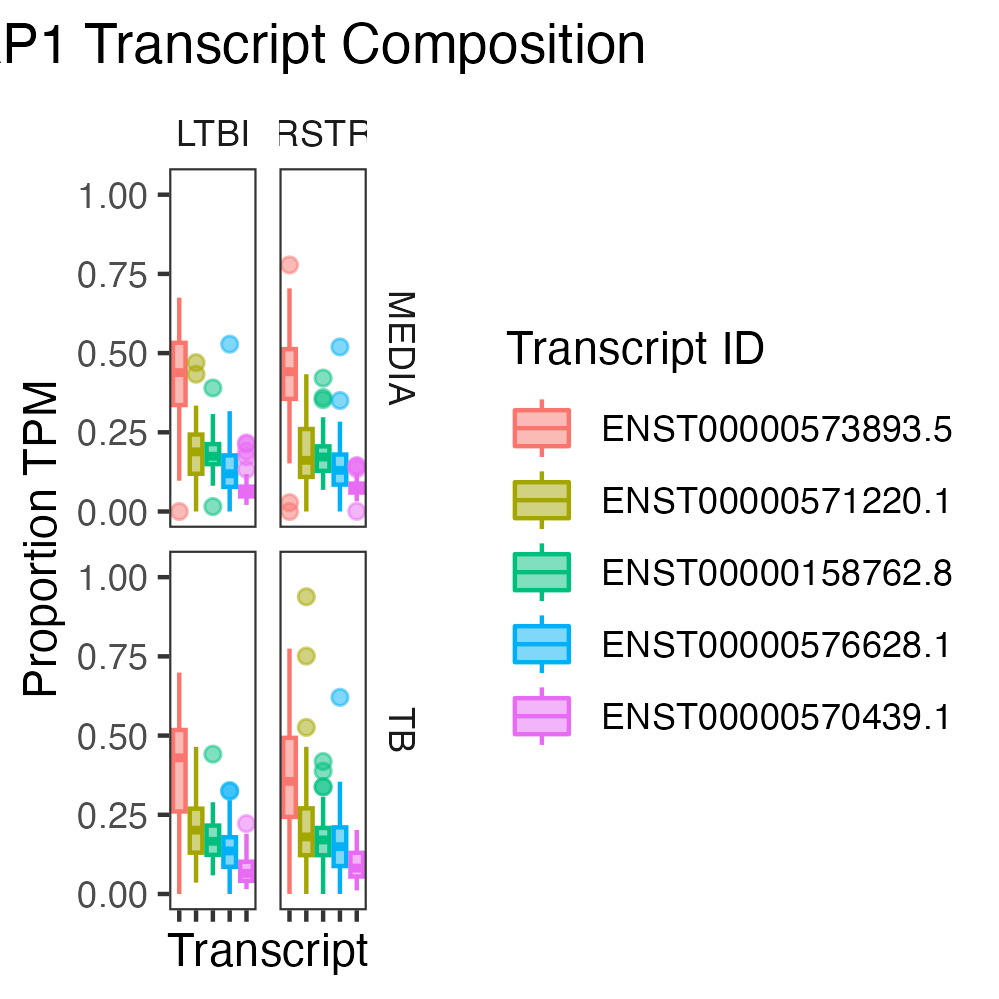 P1 Transcript Composition
LTBI RSTR
1.00
0.75
0.50
0.25
0.00
MEDIA
1.00
0.75
0.50
0.25
0.00
TB
Proportion TPM
Transcript
Transcript ID
ENST00000573893.5
ENST00000571220.1
ENST00000158762.8
ENST00000576628.1
ENST00000570439.1